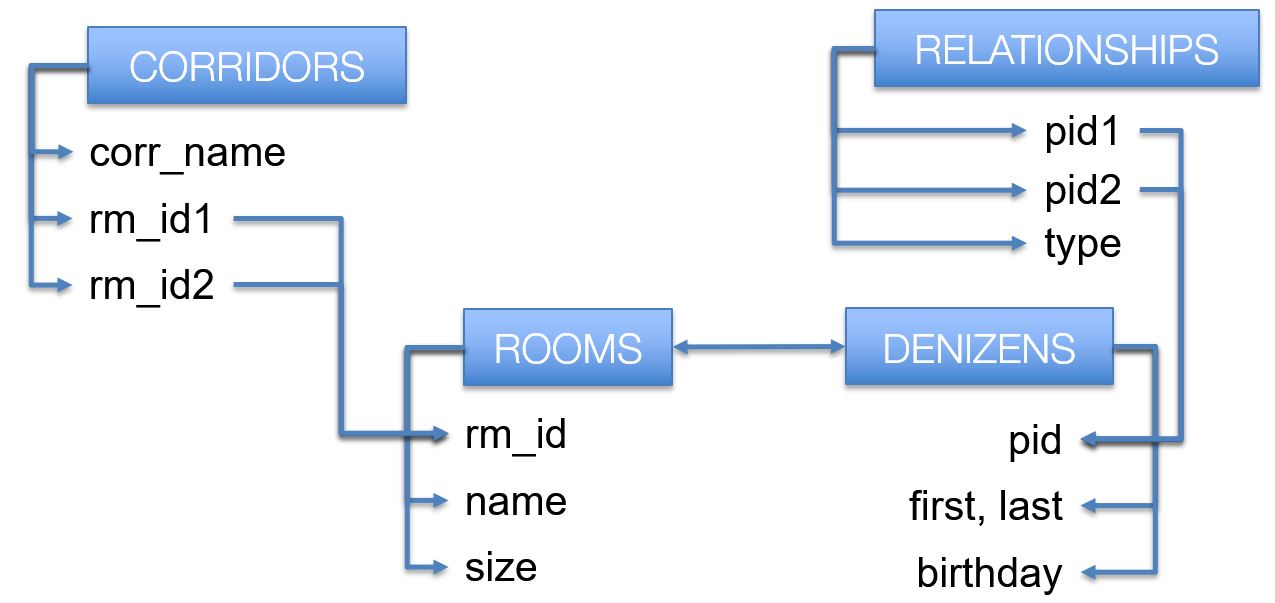 CORRIDORS
corr_name
rm_id1
rm_id2
RELATIONSHIPS
pid1
pid2
type
ROOMS
rm_id
name
size
DENIZENS
pid
first, last
birthday